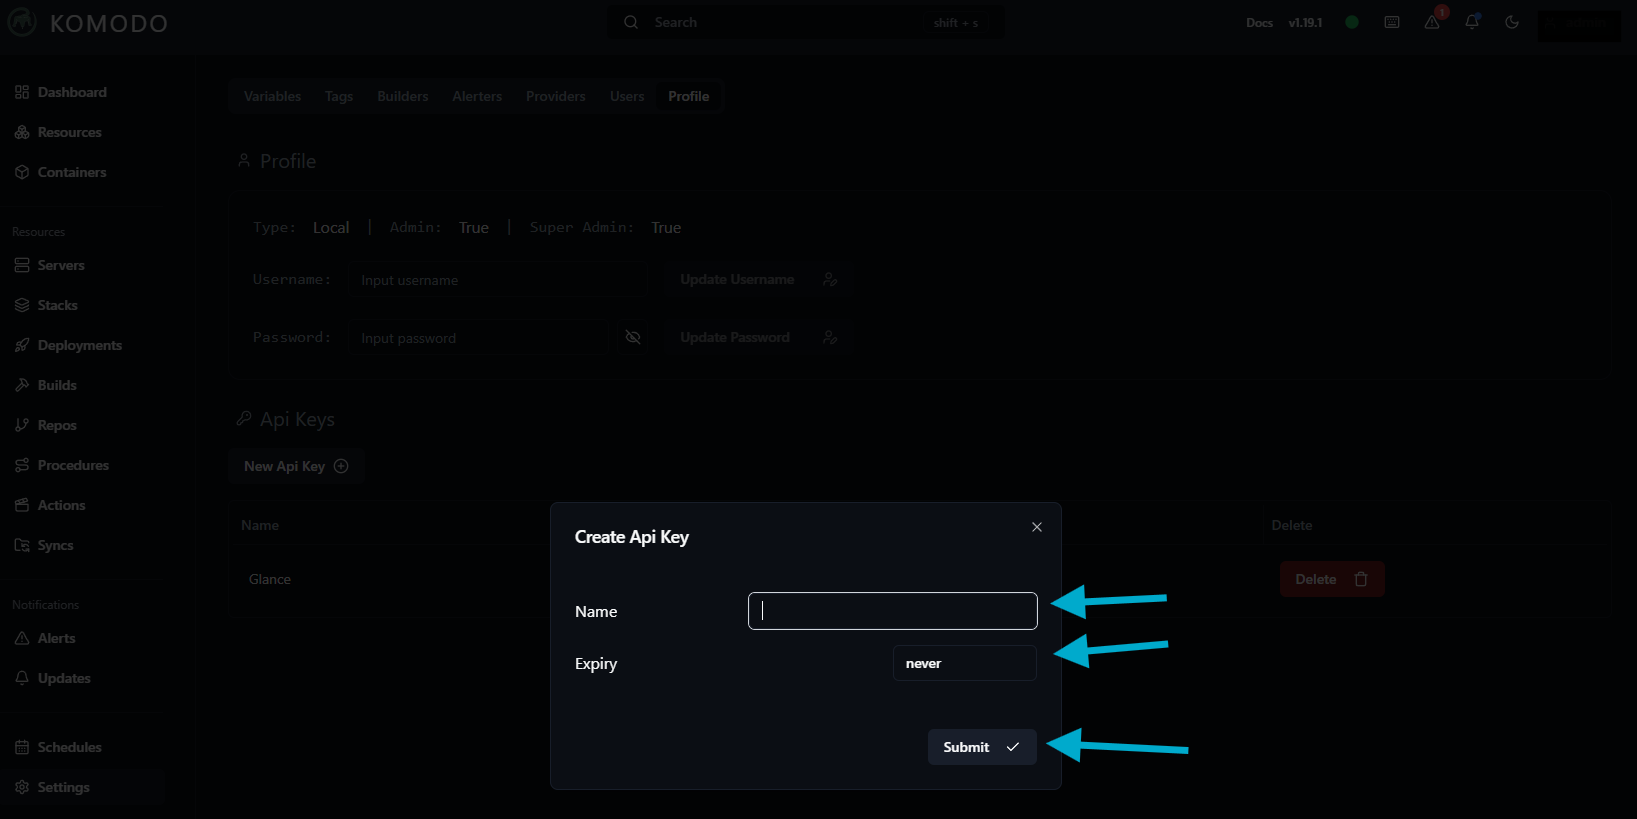 KOMODO
Search
shift + s
Docs
v1.19.1
1
Dashboard
Resources
Containers
Resources
Servers
Stacks
Deployments
Builds
Repos
Procedures
Actions
Syncs
Notifications
Alerts
Updates
Schedules
Settings
Variables Tags Builders Alerters Providers Users Profile
Profile
Type: Local | Admin: True | Super Admin: True
Username: Input username Update Username
Password: Input password Update Password
Api Keys
New Api Key
Name Delete
Glance Delete
Create Api Key
Name
Expiry never
Submit